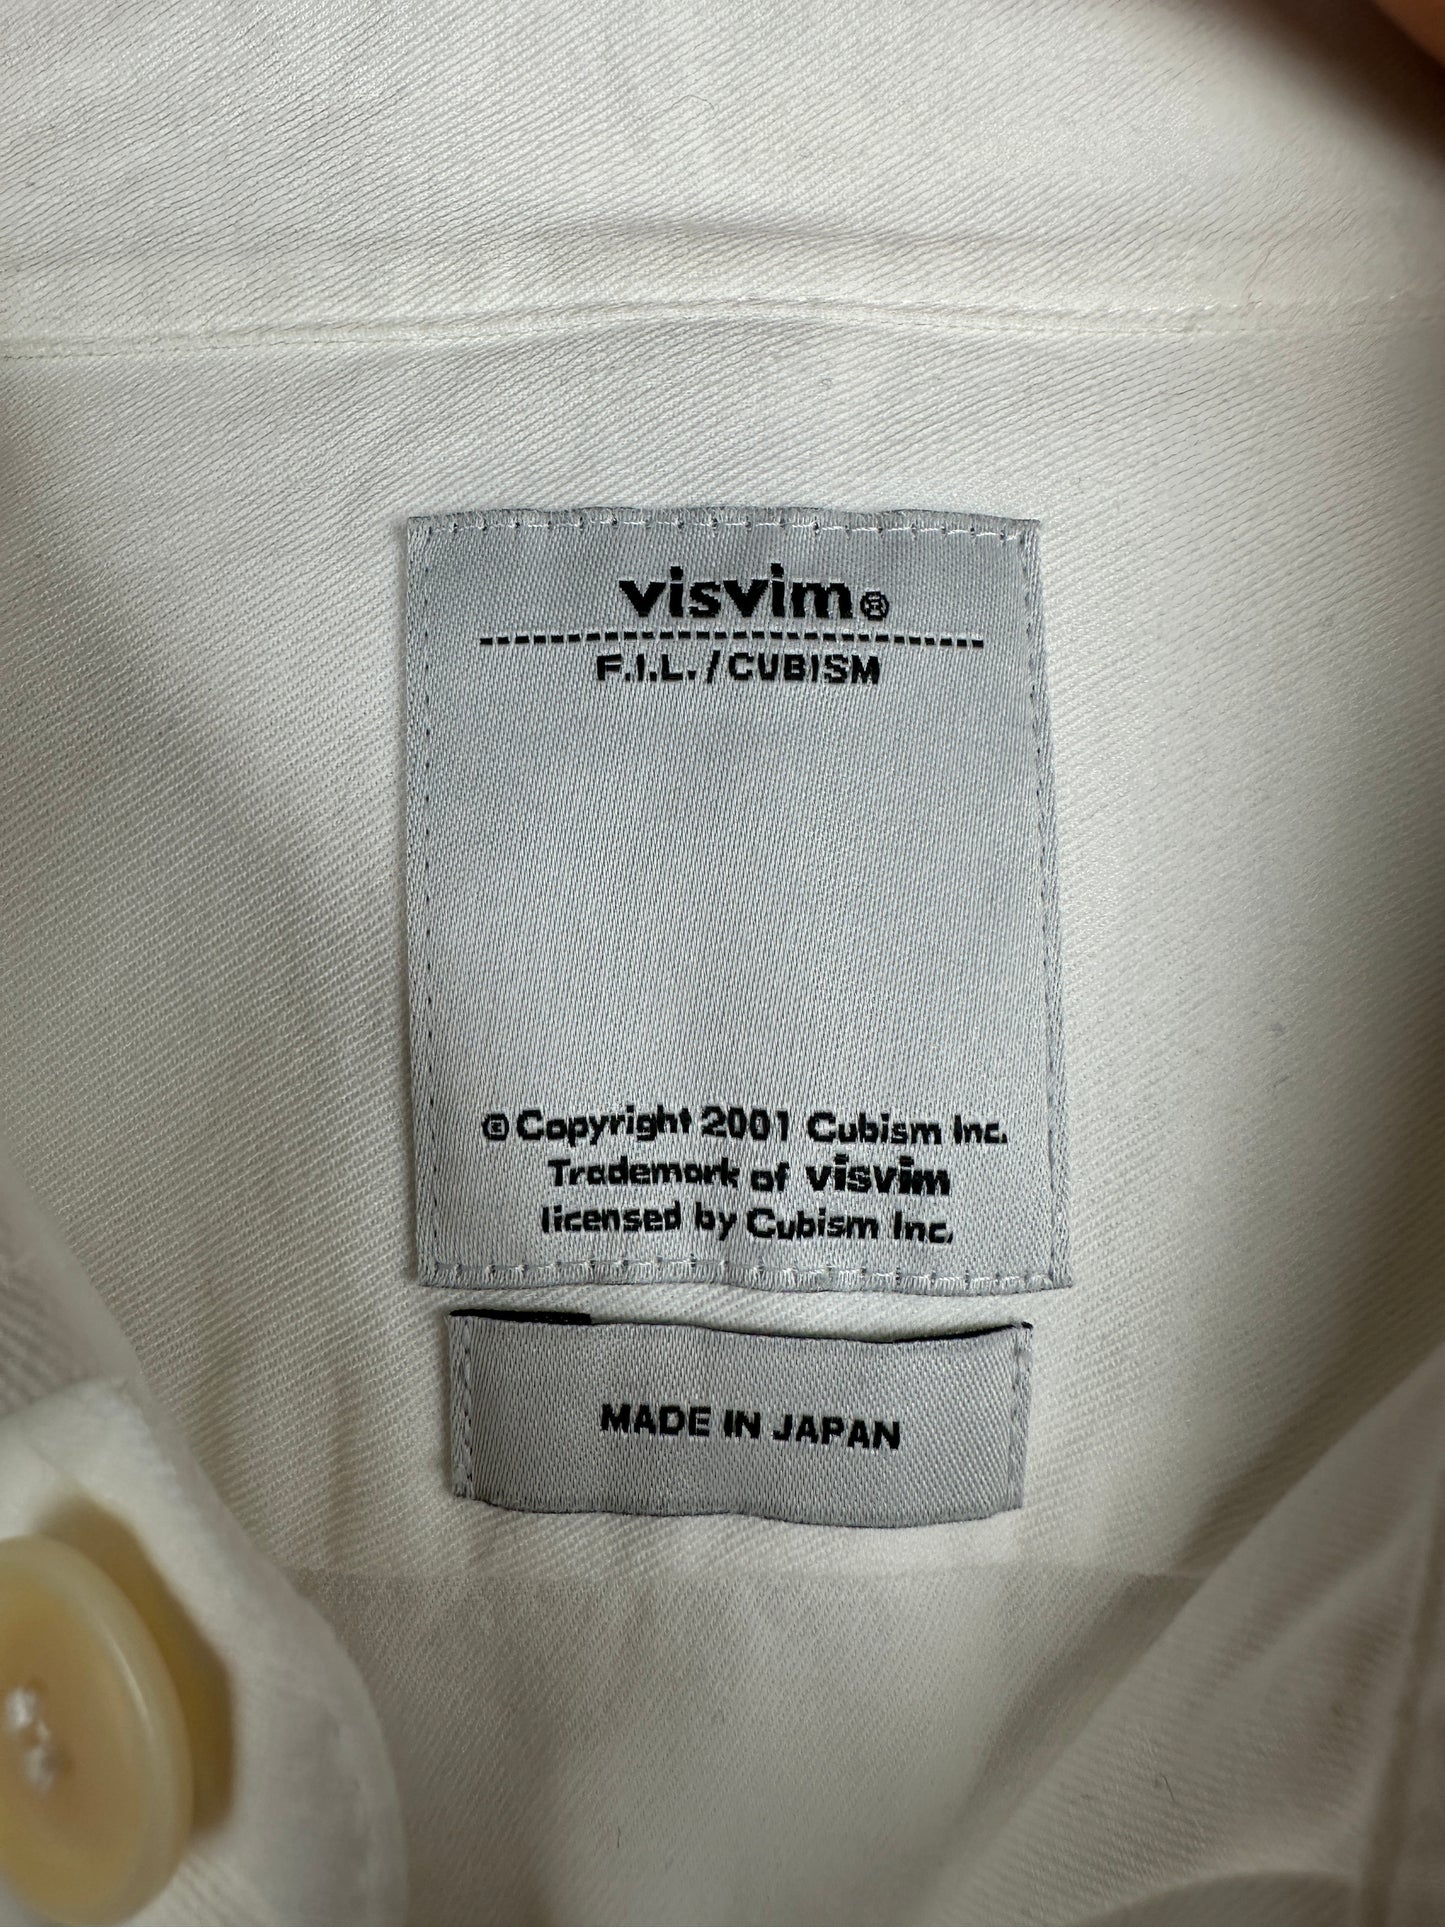 visvim®
F.I.L./CUBISM
© Copyright 2001 Cubism Inc.
Trademark of visvim
licensed by Cubism Inc.
MADE IN JAPAN